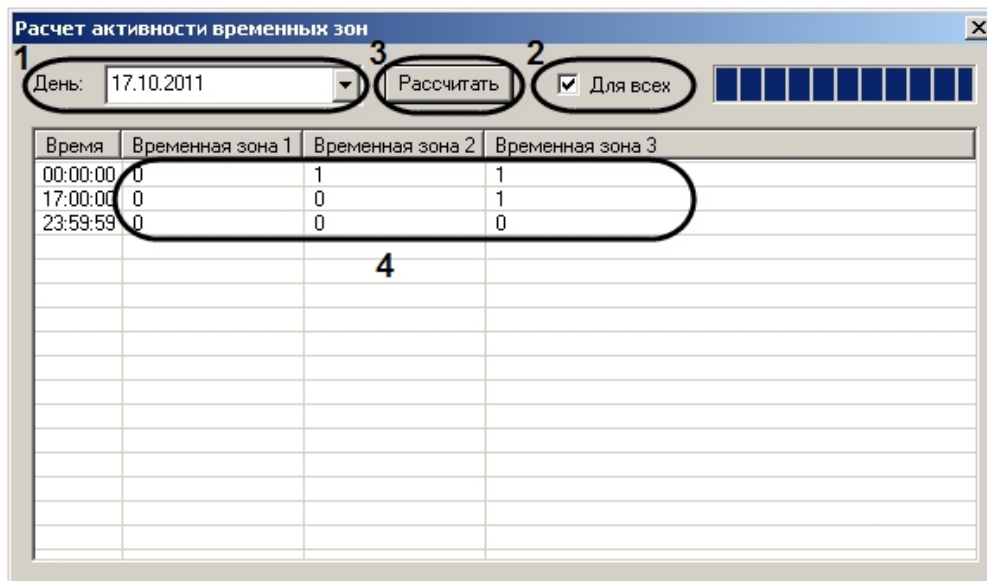 Расчет активности временных зон
1 3 2
День: 17.10.2011 Рассчитать Для всех
Время Временная зона 1 Временная зона 2 Временная зона 3
00:00:00 0 1 1
17:00:00 0 0 1
23:59:59 0 0 0
4